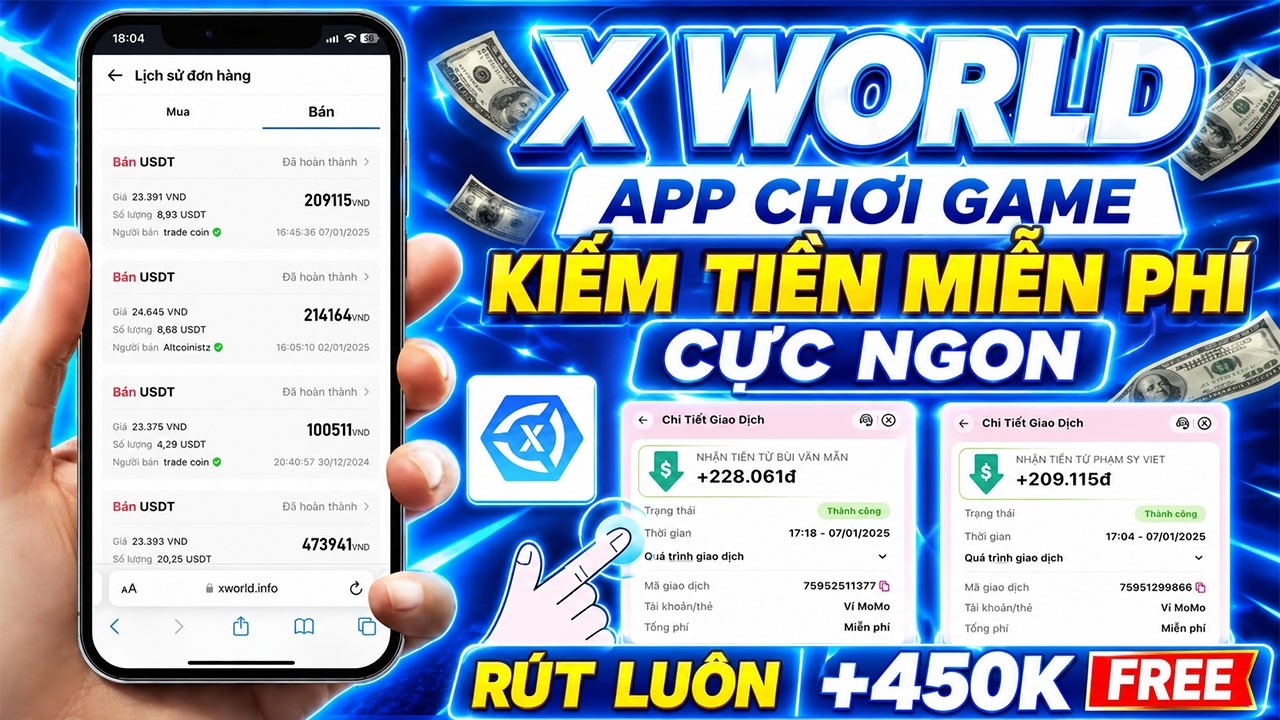 18:04
36
Lịch sử đơn hàng
Mua
Bán
Bán USDT
Đã hoàn thành
Giá 23.391 VND
209115VND
Số lượng 8,93 USDT
Người bán trade coin
16:45:36 07/01/2025
Bán USDT
Đã hoàn thành
Giá 24.645 VND
214164VND
Số lượng 8,68 USDT
Người bán Altcoinistz
16:05:10 02/01/2025
Bán USDT
Đã hoàn thành
Giá 23.375 VND
100511VND
Số lượng 4,29 USDT
Người bán trade coin
20:40:57 30/12/2024
Bán USDT
Đã hoàn thành
Giá 23.393 VND
473941VND
Số lượng 20,25 USDT
AA
xworld.info
X WORLD
APP CHƠI GAME
KIẾM TIỀN MIỄN PHÍ
CỰC NGON
X
Chi Tiết Giao Dịch
NHẬN TIỀN TỪ BÙI VĂN MẪN
+228.061đ
Trạng thái
Thành công
Thời gian
17:18 - 07/01/2025
Quá trình giao dịch
Mã giao dịch
75952511377
Tài khoản/thẻ
Ví MoMo
Tổng phí
Miễn phí
Chi Tiết Giao Dịch
NHẬN TIỀN TỪ PHẠM SY VIET
+209.115đ
Trạng thái
Thành công
Thời gian
17:04 - 07/01/2025
Quá trình giao dịch
Mã giao dịch
75951299866
Tài khoản/thẻ
Ví MoMo
Tổng phí
Miễn phí
RÚT LUÔN
+450K
FREE